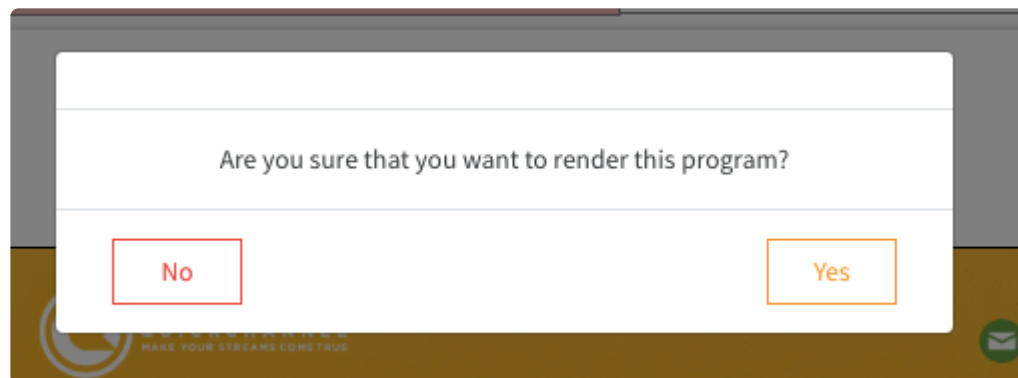 Are you sure that you want to render this program?
No
Yes
MAKE YOUR STREAMS COME TRUE